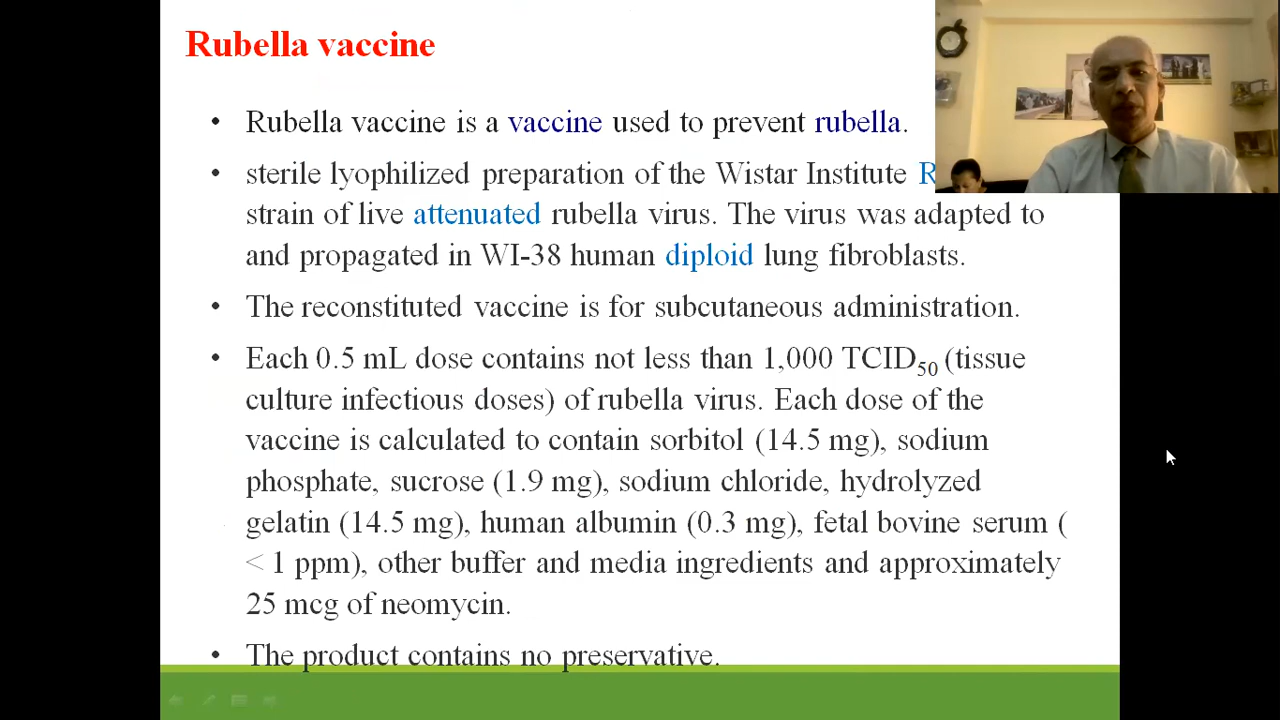 Rubella vaccine
• Rubella vaccine is a vaccine used to prevent rubella.
• sterile lyophilized preparation of the Wistar Institute R
strain of live attenuated rubella virus. The virus was adapted to
and propagated in WI-38 human diploid lung fibroblasts.
• The reconstituted vaccine is for subcutaneous administration.
• Each 0.5 mL dose contains not less than 1,000 TCID50 (tissue
culture infectious doses) of rubella virus. Each dose of the
vaccine is calculated to contain sorbitol (14.5 mg), sodium
phosphate, sucrose (1.9 mg), sodium chloride, hydrolyzed
gelatin (14.5 mg), human albumin (0.3 mg), fetal bovine serum (
< 1 ppm), other buffer and media ingredients and approximately
25 mcg of neomycin.
• The product contains no preservative.